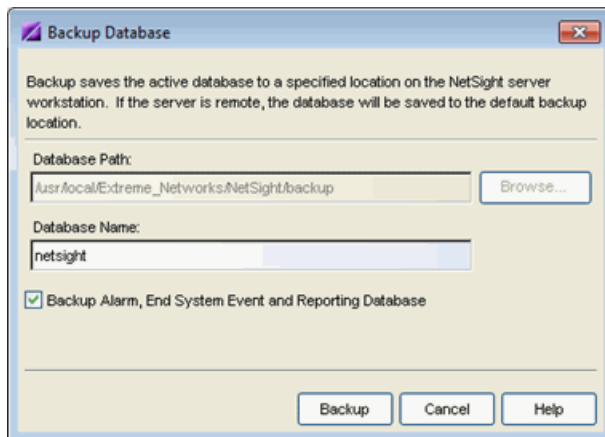 Backup Database
Backup saves the active database to a specified location on the NetSight server
workstation. If the server is remote, the database will be saved to the default backup
location.
Database Path:
/usr/local/Extreme_Networks/NetSight/backup
Browse...
Database Name:
netsight
Backup Alarm, End System Event and Reporting Database
Backup
Cancel
Help